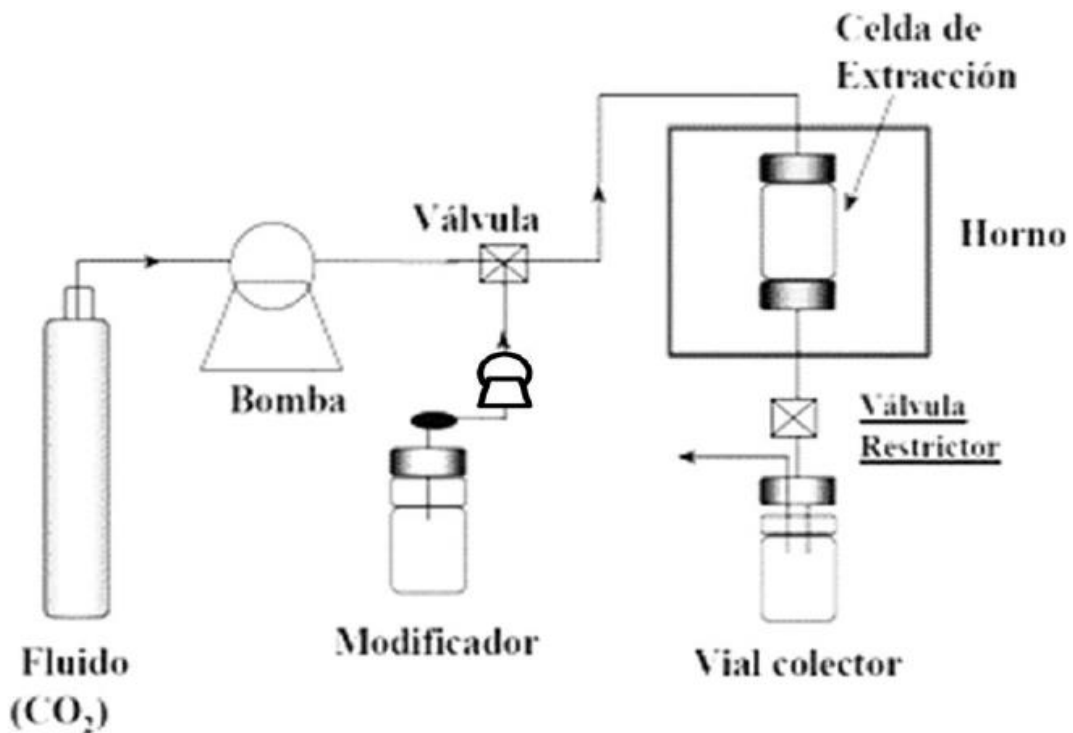 Celda de
Extracción
Válvula
Horno
Bomba
Válvula
Restrictor
Modificador
Vial colector
Fluido
(CO₂)